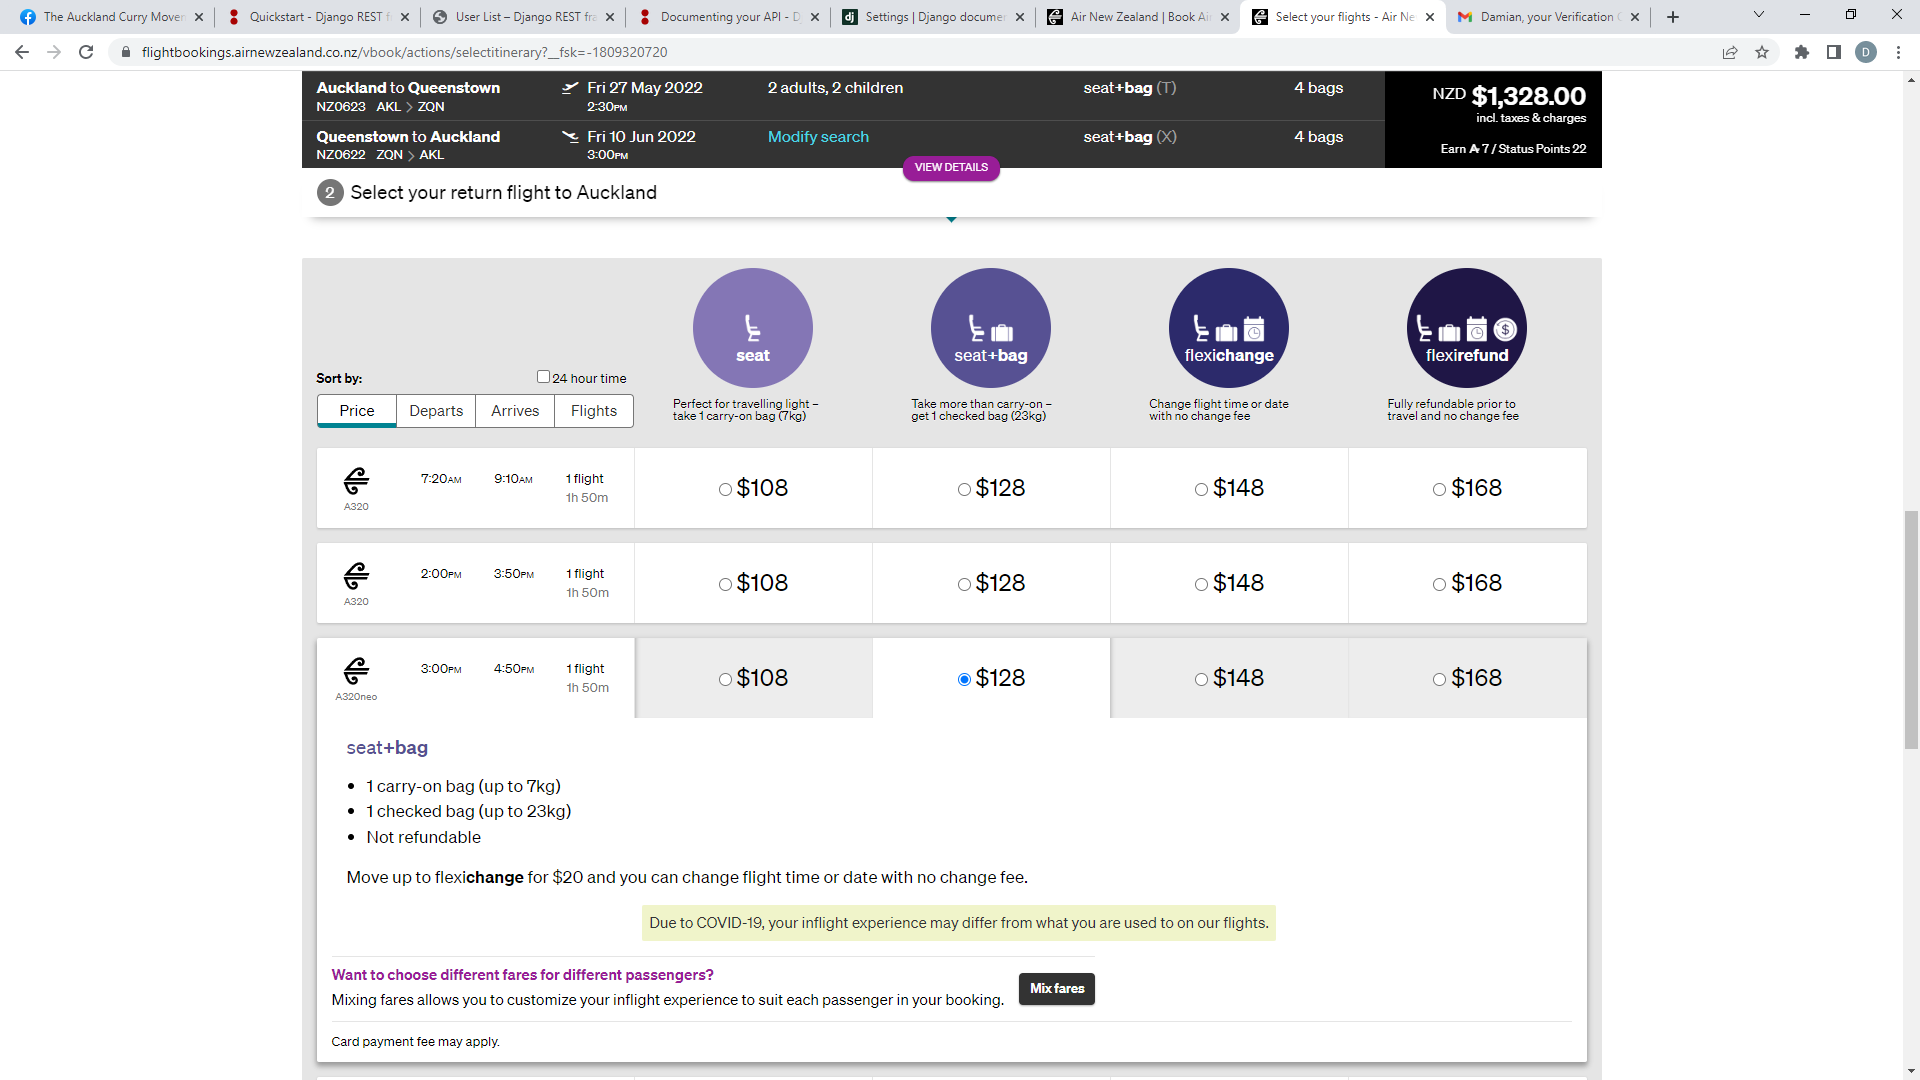 The Auckland Curry Movem
Quickstart - Django REST f
User List – Django REST fra
Documenting your API - D
Settings | Django documen
Air New Zealand | Book Air
Select your flights - Air Ne
Damian, your Verification C
flightbookings.airnewzealand.co.nz/vbook/actions/selectitinerary?__fsk=-1809320720
D
Auckland to Queenstown
NZ0623 AKL > ZQN
Fri 27 May 2022
2:30PM
2 adults, 2 children
seat+bag (T)
4 bags
Queenstown to Auckland
NZ0622 ZQN > AKL
Fri 10 Jun 2022
3:00PM
Modify search
seat+bag (X)
4 bags
NZD $1,328.00
incl. taxes & charges
Earn A 7 / Status Points 22
VIEW DETAILS
2 Select your return flight to Auckland
Sort by:
24 hour time
Price Departs Arrives Flights
seat
Perfect for travelling light –
take 1 carry-on bag (7kg)
seat+bag
Take more than carry-on –
get 1 checked bag (23kg)
flexichange
Change flight time or date
with no change fee
$
flexirefund
Fully refundable prior to
travel and no change fee
A320
7:20AM 9:10AM 1 flight
1h 50m
$108 $128 $148 $168
A320
2:00PM 3:50PM 1 flight
1h 50m
$108 $128 $148 $168
A320neo
3:00PM 4:50PM 1 flight
1h 50m
$108 $128 $148 $168
seat+bag
• 1 carry-on bag (up to 7kg)
• 1 checked bag (up to 23kg)
• Not refundable
Move up to flexichange for $20 and you can change flight time or date with no change fee.
Due to COVID-19, your inflight experience may differ from what you are used to on our flights.
Want to choose different fares for different passengers?
Mixing fares allows you to customize your inflight experience to suit each passenger in your booking.
Mix fares
Card payment fee may apply.